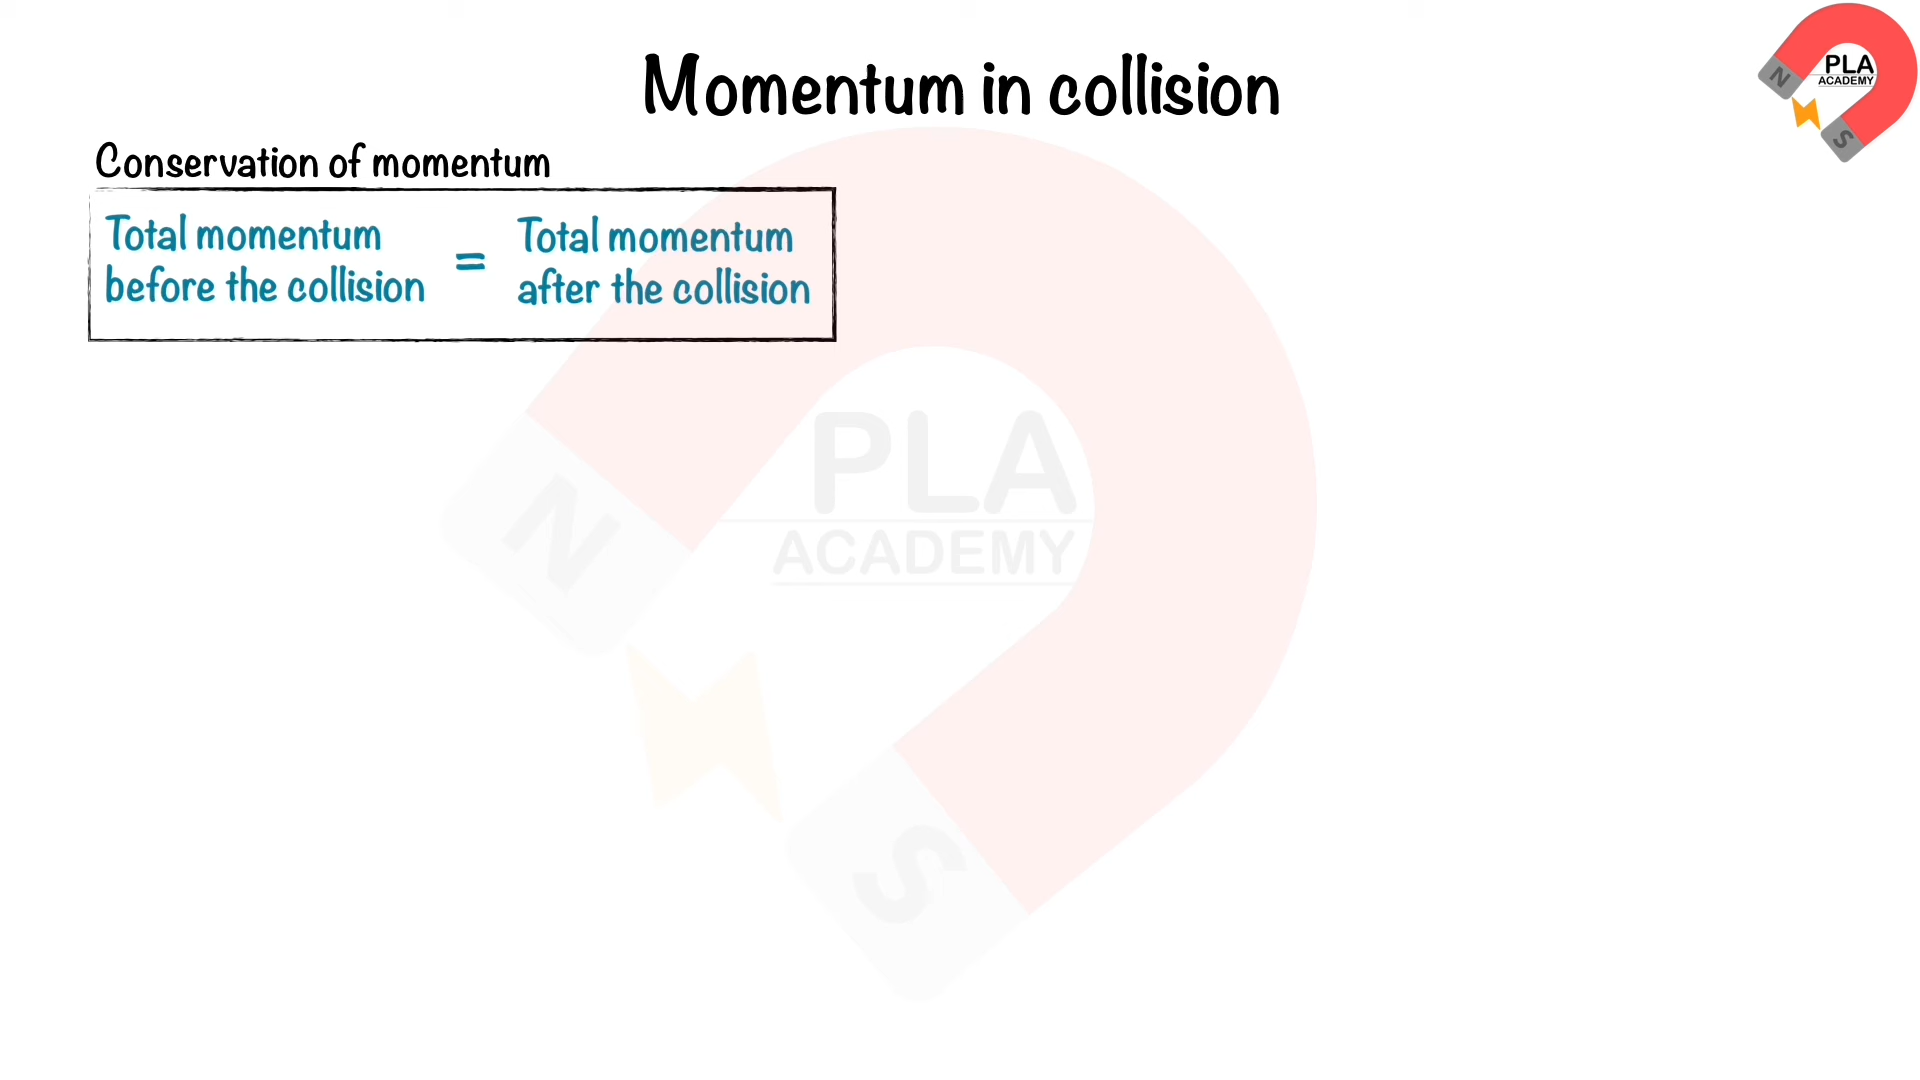 Momentum in collision
PLA
ACADEMY
N
S
Conservation of momentum
Total momentum
before the collision
=
Total momentum
after the collision
PLA
ACADEMY
N
S